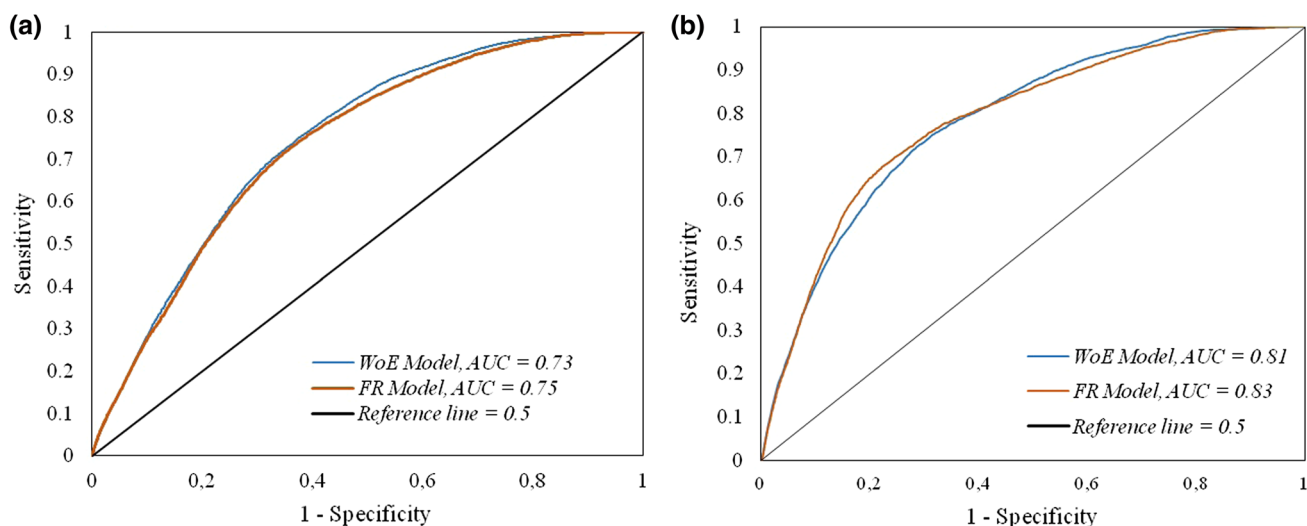 (a)
1
0.9
0.8
0.7
0.6
0.5
0.4
0.3
0.2
0.1
0
Sensitivity
WoE Model, AUC = 0.73
FR Model, AUC = 0.75
Reference line = 0.5
0 0,2 0,4 0,6 0,8 1
1 - Specificity
(b)
1
0.9
0.8
0.7
0.6
0.5
0.4
0.3
0.2
0.1
0
Sensitivity
WoE Model, AUC = 0.81
FR Model, AUC = 0.83
Reference line = 0.5
0 0,2 0,4 0,6 0,8 1
1 - Specificity